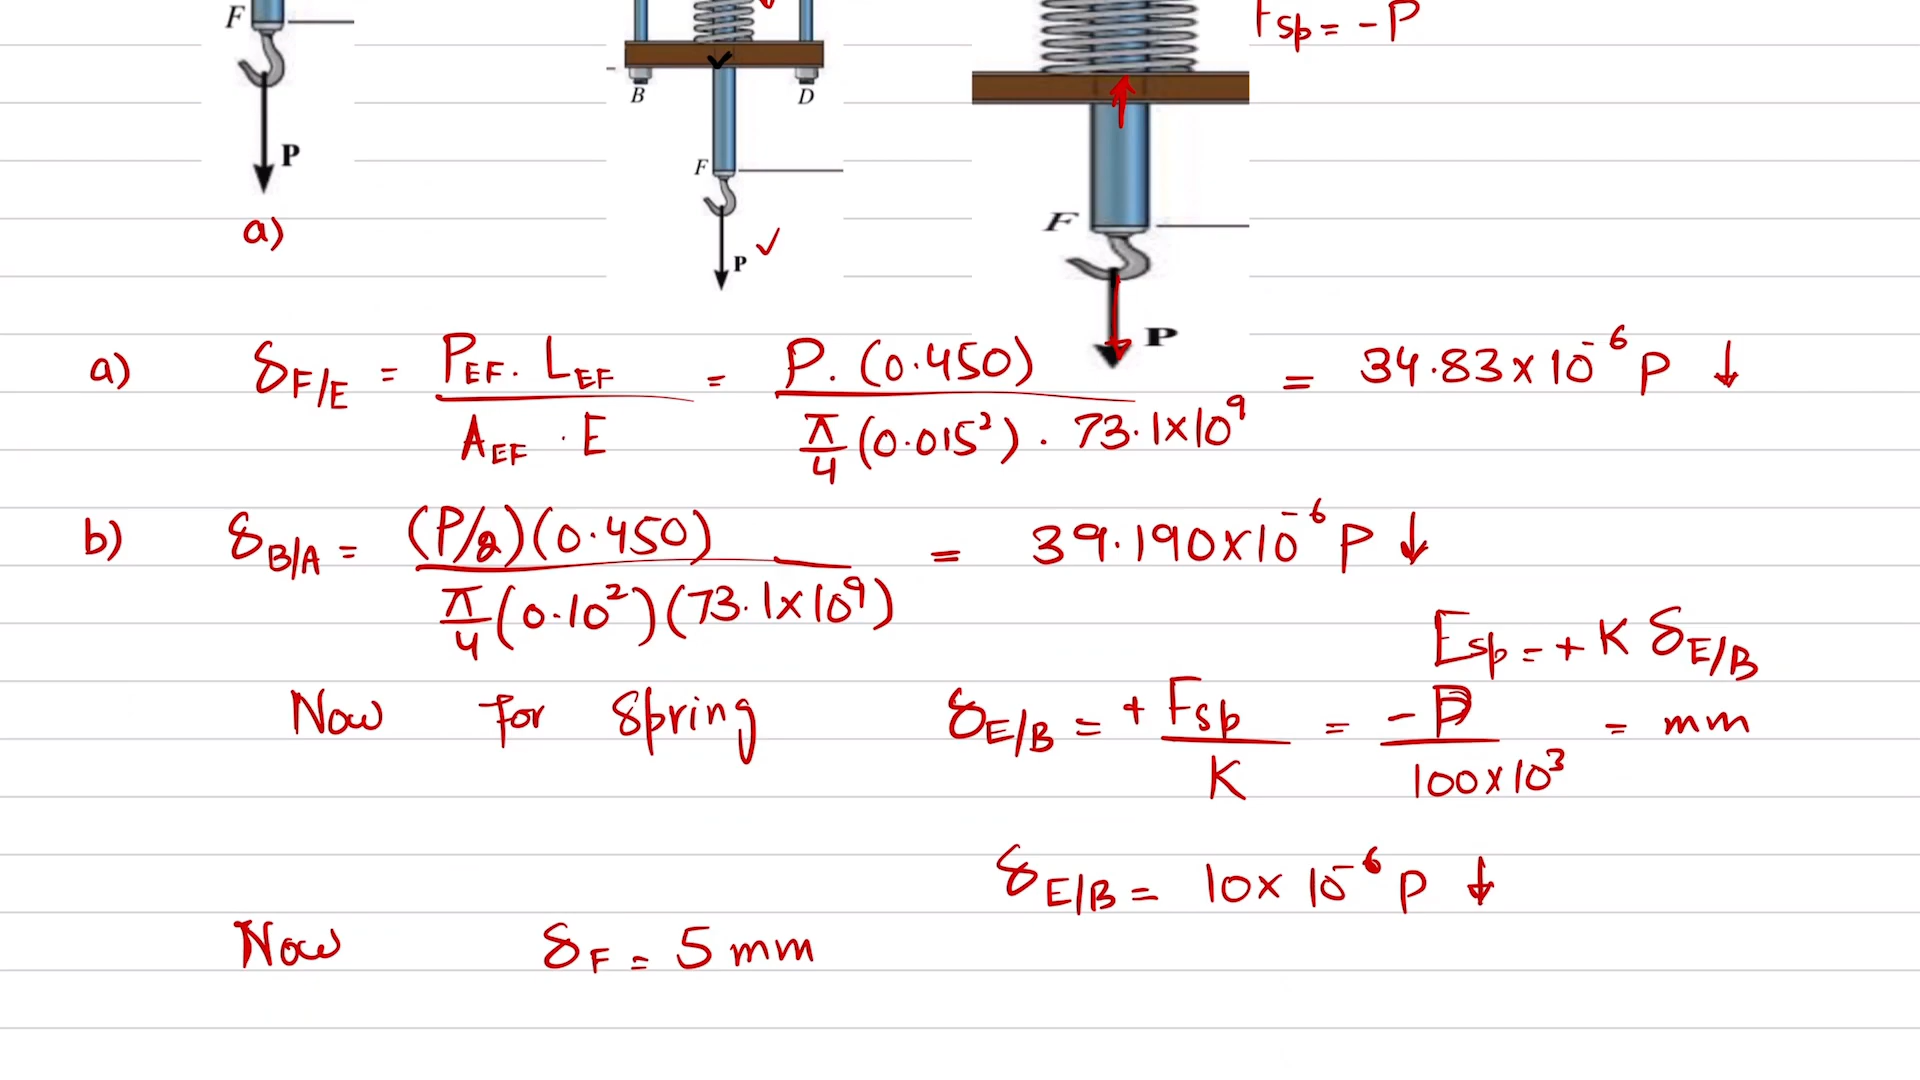 F
Fsp = - P
B
D
P
F
F
a)
P
P
a) δF/E = PEF. LEF / AEF . E = P. (0.450) / π/4 (0.015²) . 73.1×10⁹ = 34.83×10⁻⁶ P ↓
b) δB/A = (P/2)(0.450) / π/4 (0.10²)(73.1×10⁹) = 39.190×10⁻⁶ P ↓
Fsp = + K δE/B
Now for Spring δE/B = + Fsp / K = - P / 100×10³ = mm
δE/B = 10× 10⁻⁶ P ↓
Now δF = 5 mm